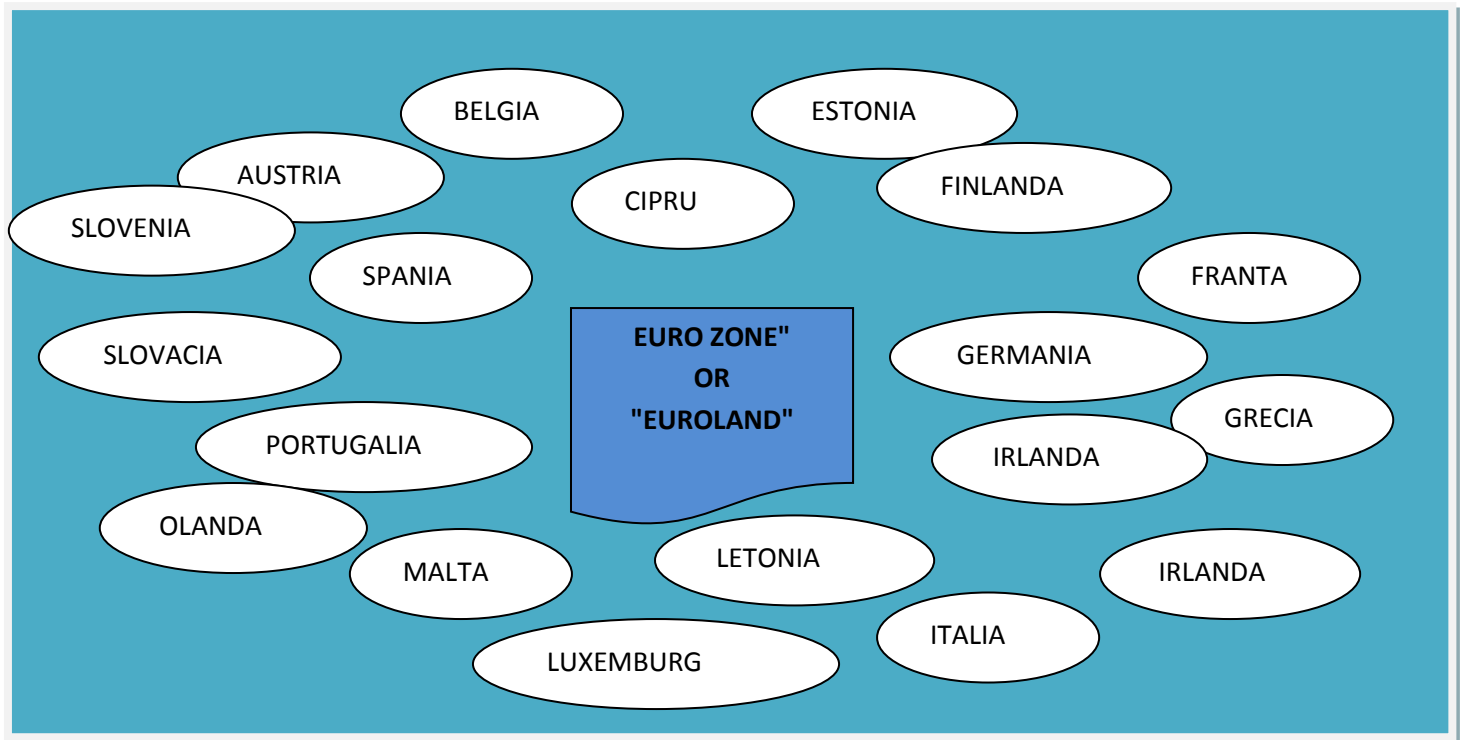 BELGIA
ESTONIA
AUSTRIA
FINLANDA
CIPRU
SLOVENIA
SPANIA
FRANTA
EURO ZONE"
OR
"EUROLAND"
SLOVACIA
GERMANIA
GRECIA
PORTUGALIA
IRLANDA
OLANDA
LETONIA
MALTA
IRLANDA
ITALIA
LUXEMBURG